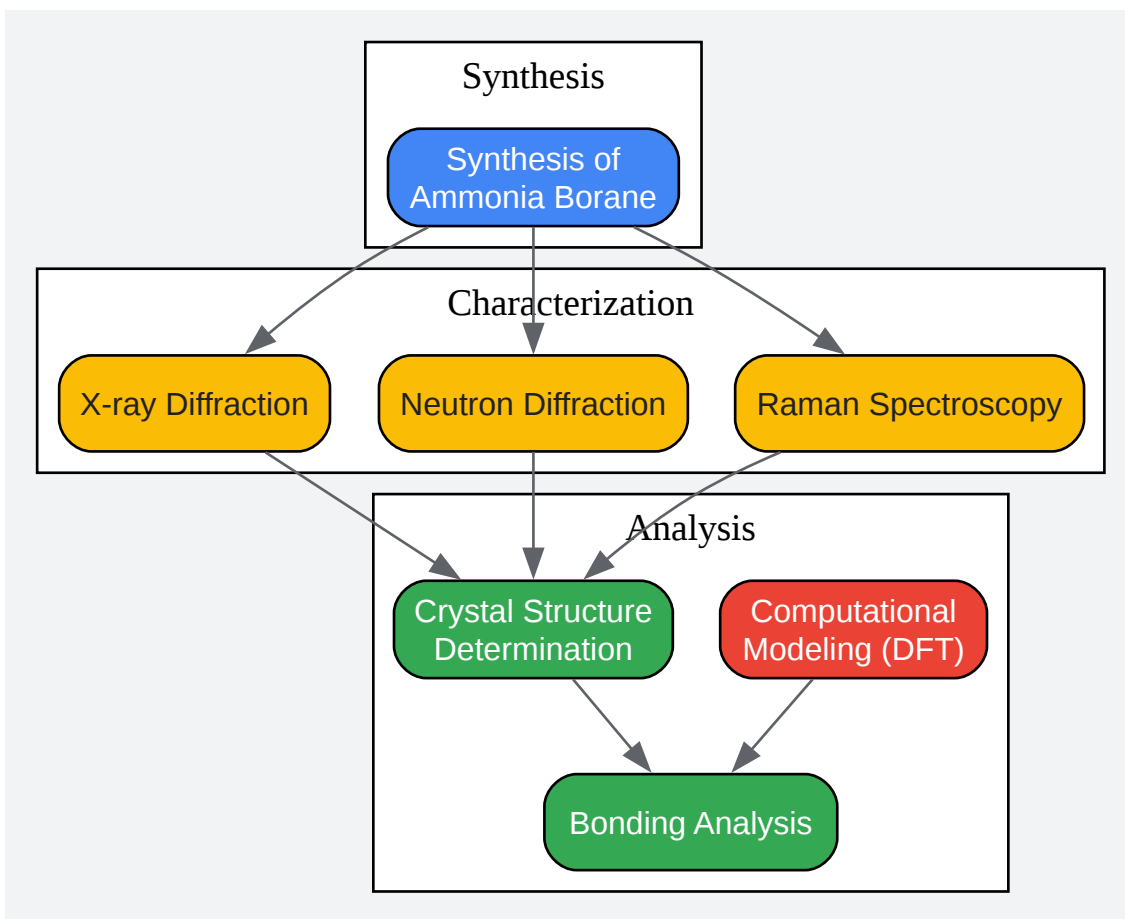 Synthesis
Synthesis of
Ammonia Borane
Characterization
X-ray Diffraction
Neutron Diffraction
Raman Spectroscopy
Analysis
Crystal Structure
Determination
Computational
Modeling (DFT)
Bonding Analysis